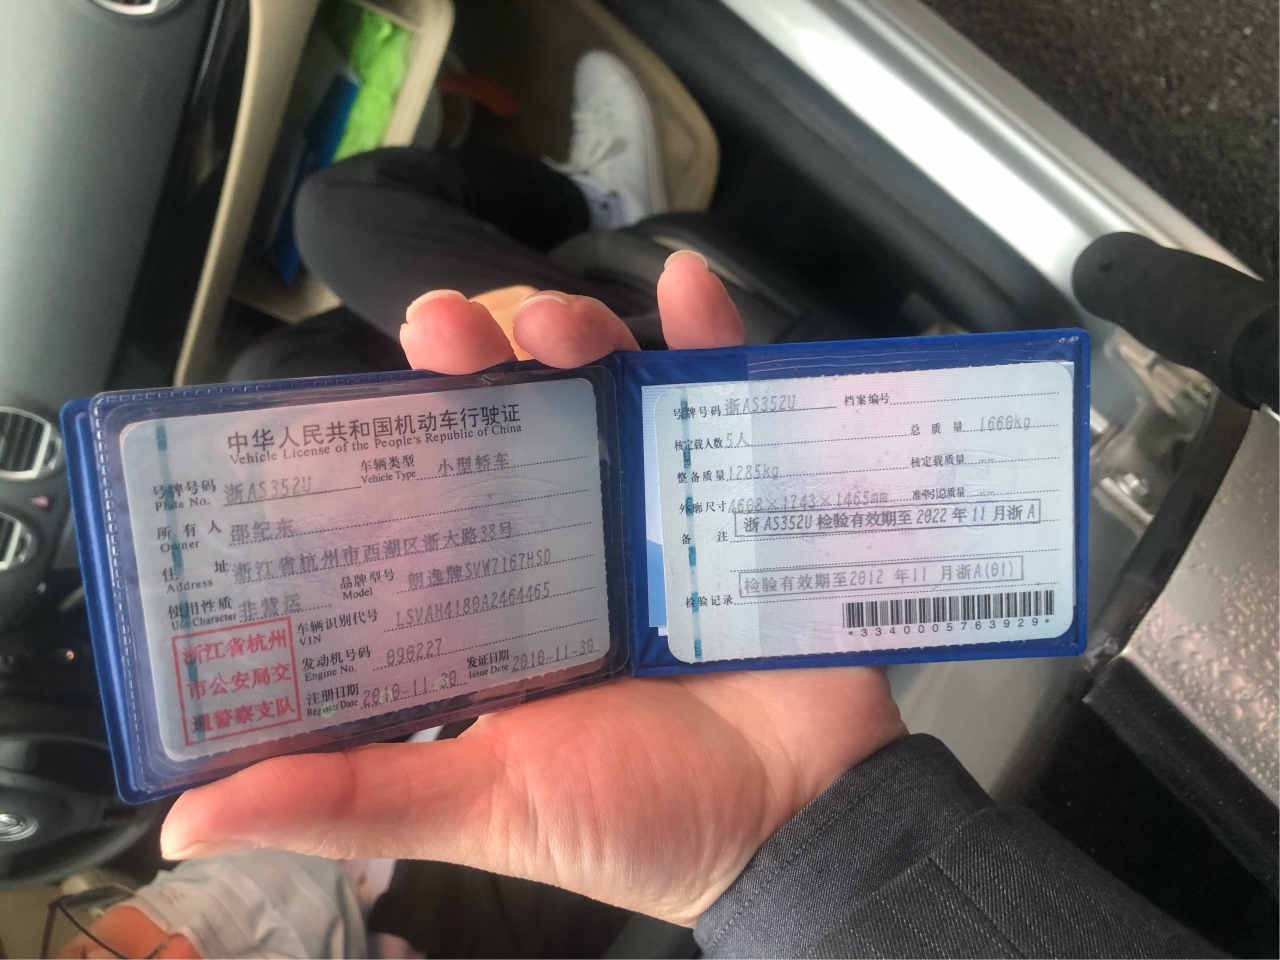 中华人民共和国机动车行驶证
Vehicle License of the People's Republic of China
号牌号码 浙AS352U 车辆类型 小型轿车
Plate No. Vehicle Type
所有人 邵纪东
Owner
住址 浙江省杭州市西湖区浙大路38号
Address
使用性质 非营运 品牌型号 朗逸牌SVW7167HSD
Use Character Model
车辆识别代号 LSVAH4189A2464465
VIN
发动机号码 090227 发证日期 2010-11-30
Engine No. Issue Date
注册日期 2010-11-30
Register Date
浙江省杭州
市公安局交
通警察支队
号牌号码 浙AS352U 档案编号
核定载人数 5人 总质量 1660kg
整备质量 1285kg 核定载质量 --
外廓尺寸 4608×1743×1465mm 准牵引总质量 --
备注 浙AS352U 检验有效期至2022年11月浙A
检验有效期至2012年11月浙A(01)
检验记录
*3340005763929*